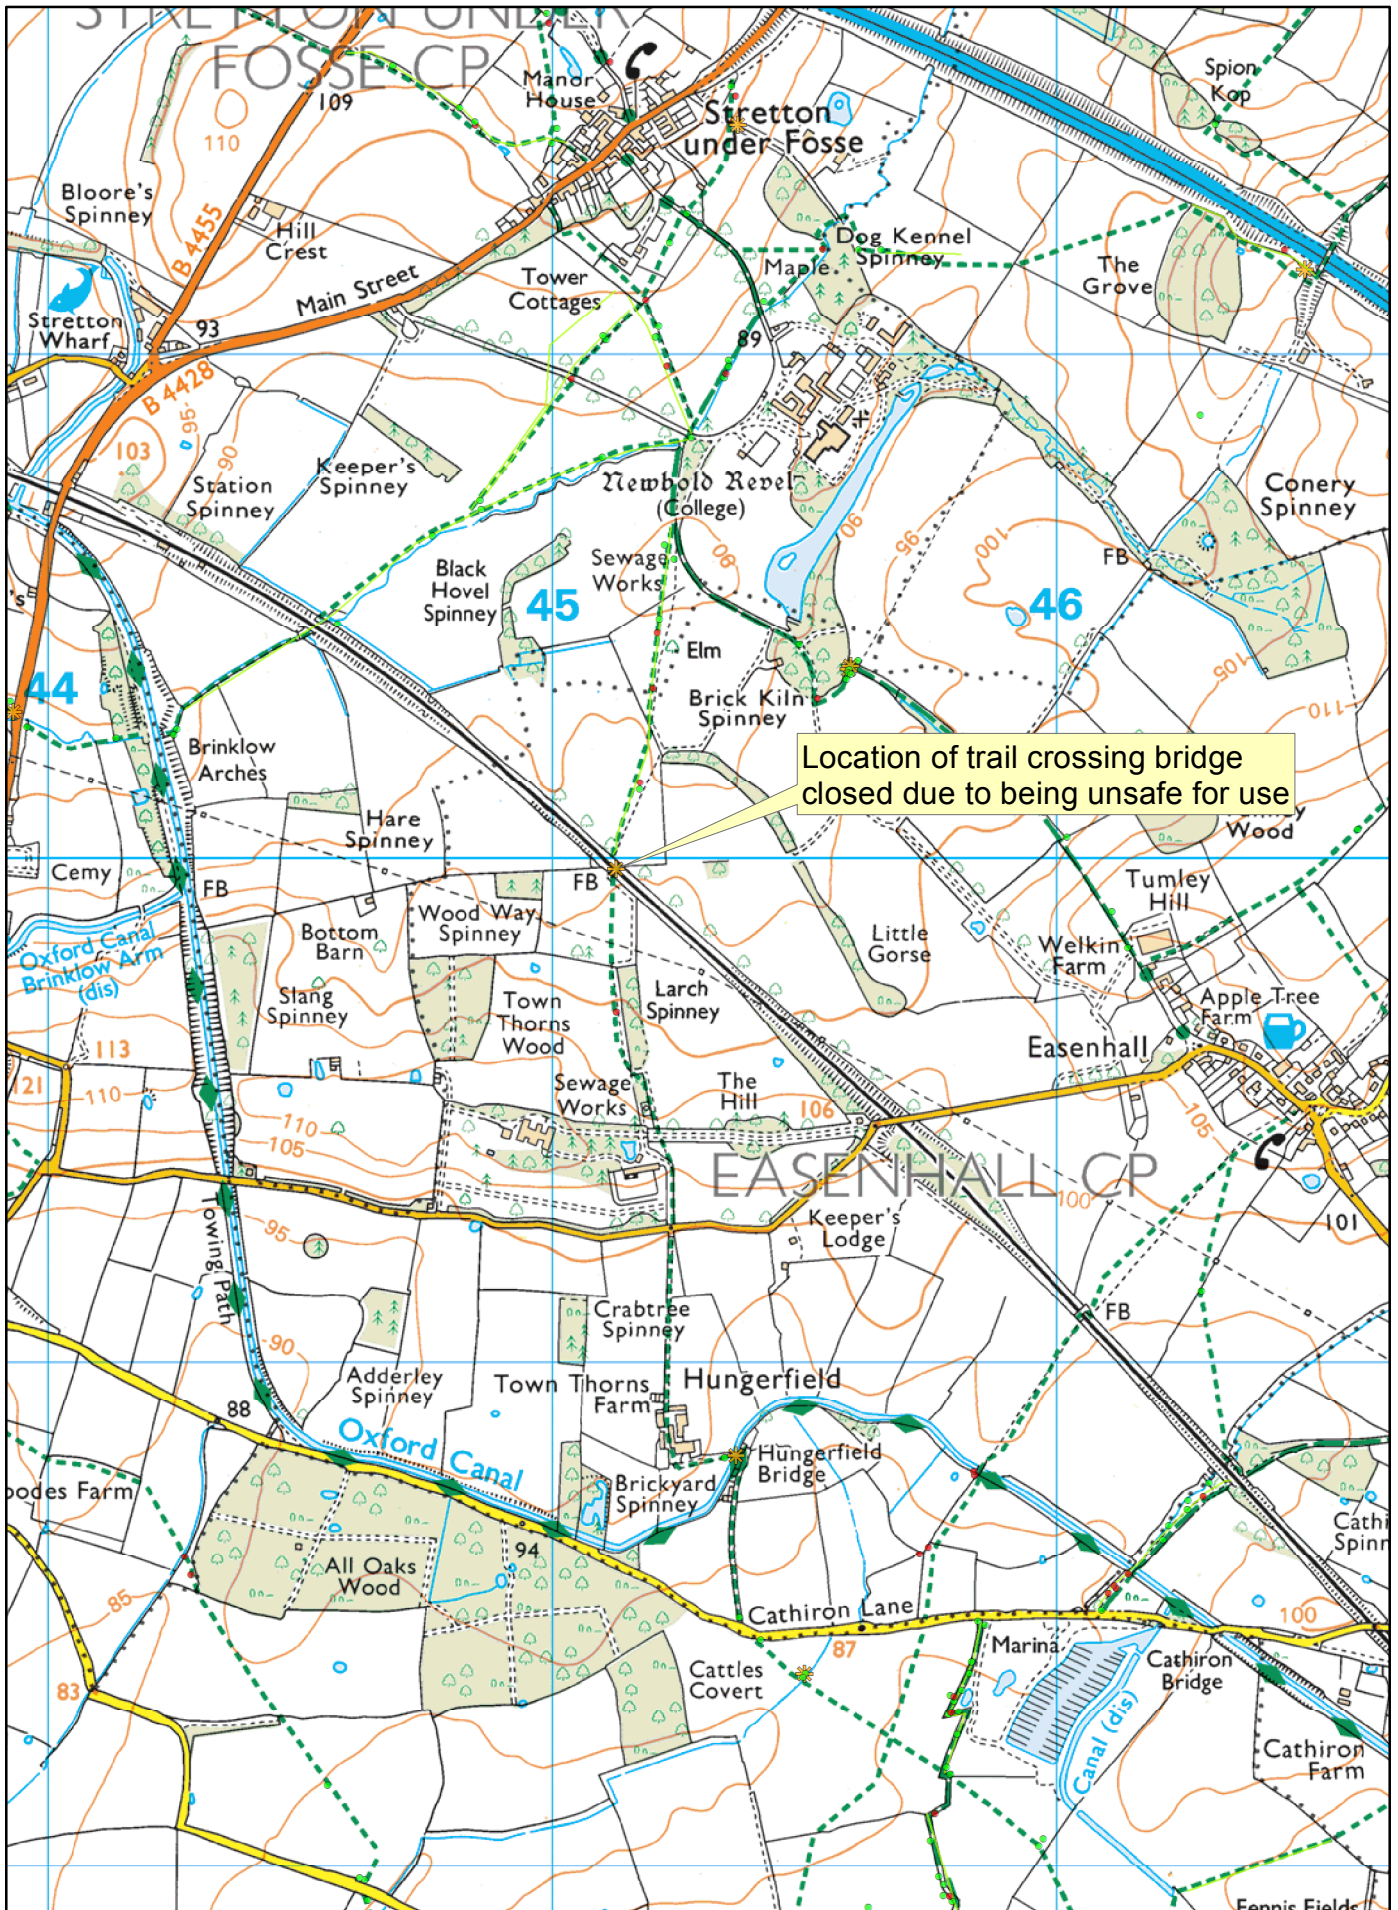 STRETTON UNDER
FOSSE CP
109
110
Manor
House
Stretton
under Fosse
Spion
Kop
Bloore's
Spinney
B 4455
Hill
Crest
Main Street
Tower
Cottages
Maple
Dog Kennel
Spinney
The
Grove
Stretton
Wharf
93
89
B 4428
95
103
90
Station
Spinney
Keeper's
Spinney
Newbold Revel
(College)
Conery
Spinney
Black
Hovel
Spinney
Sewage
Works
90
90
95
100
FB
45
46
Elm
105
110
44
Brick Kiln
Spinney
Brinklow
Arches
Location of trail crossing bridge
closed due to being unsafe for use
Wood
Hare
Spinney
Cemy
FB
FB
Tumley
Hill
Wood Way
Spinney
Bottom
Barn
Little
Gorse
Welkin
Farm
Oxford Canal
Brinklow Arm
(dis)
Slang
Spinney
Town
Thorns
Wood
Larch
Spinney
Apple Tree
Farm
Easenhall
113
121
110
Sewage
Works
The
Hill
106
110
105
105
EASENHALL CP
100
Towing Path
95
Keeper's
Lodge
101
Crabtree
Spinney
FB
90
Adderley
Spinney
Town Thorns
Farm
Hungerfield
88
Oxford Canal
Hungerfield
Bridge
Brickyard
Spinney
oodes Farm
Cathi
Spinn
94
All Oaks
Wood
85
Cathiron Lane
100
87
Marina
Cathiron
Bridge
83
Cattles
Covert
Canal (dis)
Cathiron
Farm
Fennis Fields